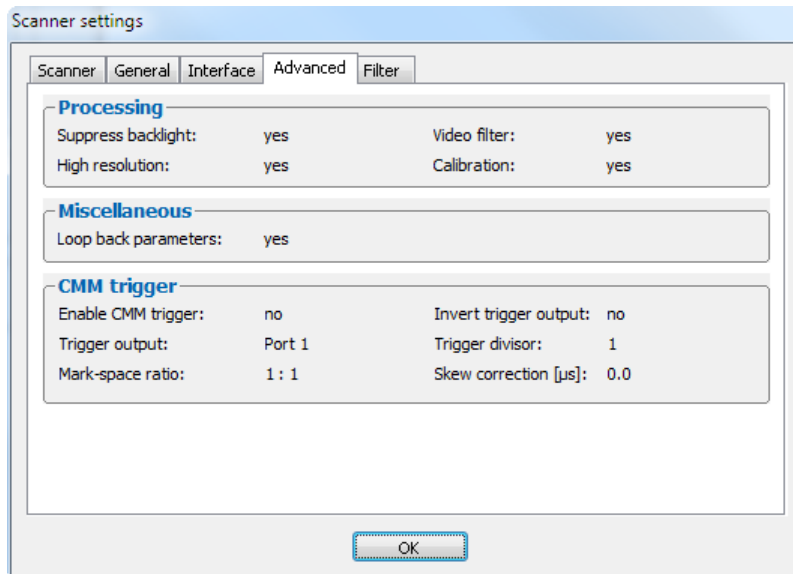 Scanner settings
Scanner General Interface Advanced Filter
Processing
Suppress backlight: yes Video filter: yes
High resolution: yes Calibration: yes
Miscellaneous
Loop back parameters: yes
CMM trigger
Enable CMM trigger: no Invert trigger output: no
Trigger output: Port 1 Trigger divisor: 1
Mark-space ratio: 1 : 1 Skew correction [µs]: 0.0
OK